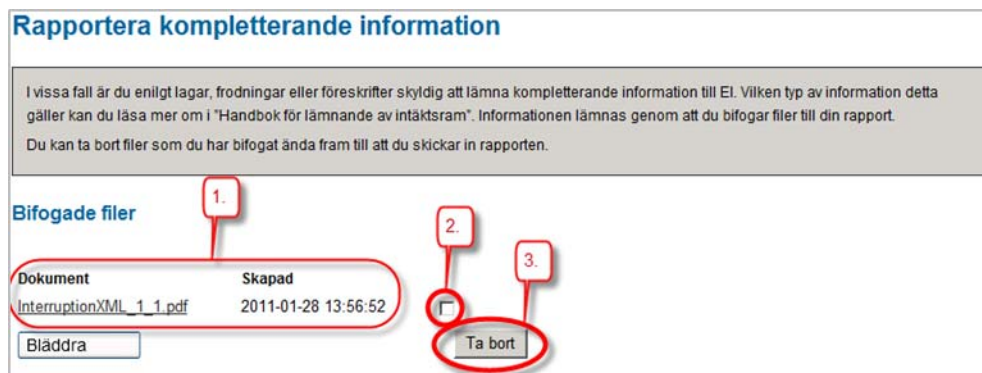 Rapportera kompletterande information
I vissa fall är du enilgt lagar, frodningar eller föreskrifter skyldig att lämna kompletterande information till EI. Vilken typ av information detta
gäller kan du läsa mer om i "Handbok för lämnande av intäktsram". Informationen lämnas genom att du bifogar filer till din rapport.
Du kan ta bort filer som du har bifogat ända fram till att du skickar in rapporten.
1.
Bifogade filer
2.
3.
Dokument Skapad
InterruptionXML_1_1.pdf 2011-01-28 13:56:52
Bläddra Ta bort